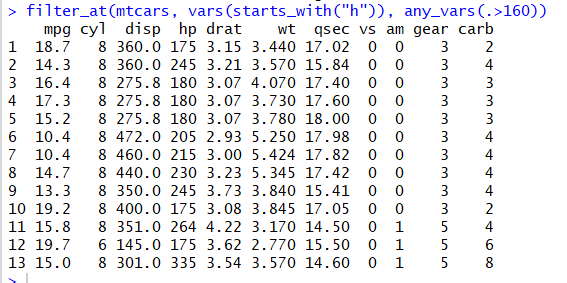 > filter_at(mtcars, vars(starts_with("h")), any_vars(.>160))
mpg cyl disp hp drat wt qsec vs am gear carb
1 18.7 8 360.0 175 3.15 3.440 17.02 0 0 3 2
2 14.3 8 360.0 245 3.21 3.570 15.84 0 0 3 4
3 16.4 8 275.8 180 3.07 4.070 17.40 0 0 3 3
4 17.3 8 275.8 180 3.07 3.730 17.60 0 0 3 3
5 15.2 8 275.8 180 3.07 3.780 18.00 0 0 3 3
6 10.4 8 472.0 205 2.93 5.250 17.98 0 0 3 4
7 10.4 8 460.0 215 3.00 5.424 17.82 0 0 3 4
8 14.7 8 440.0 230 3.23 5.345 17.42 0 0 3 4
9 13.3 8 350.0 245 3.73 3.840 15.41 0 0 3 4
10 19.2 8 400.0 175 3.08 3.845 17.05 0 0 3 2
11 15.8 8 351.0 264 4.22 3.170 14.50 0 1 5 4
12 19.7 6 145.0 175 3.62 2.770 15.50 0 1 5 6
13 15.0 8 301.0 335 3.54 3.570 14.60 0 1 5 8
>